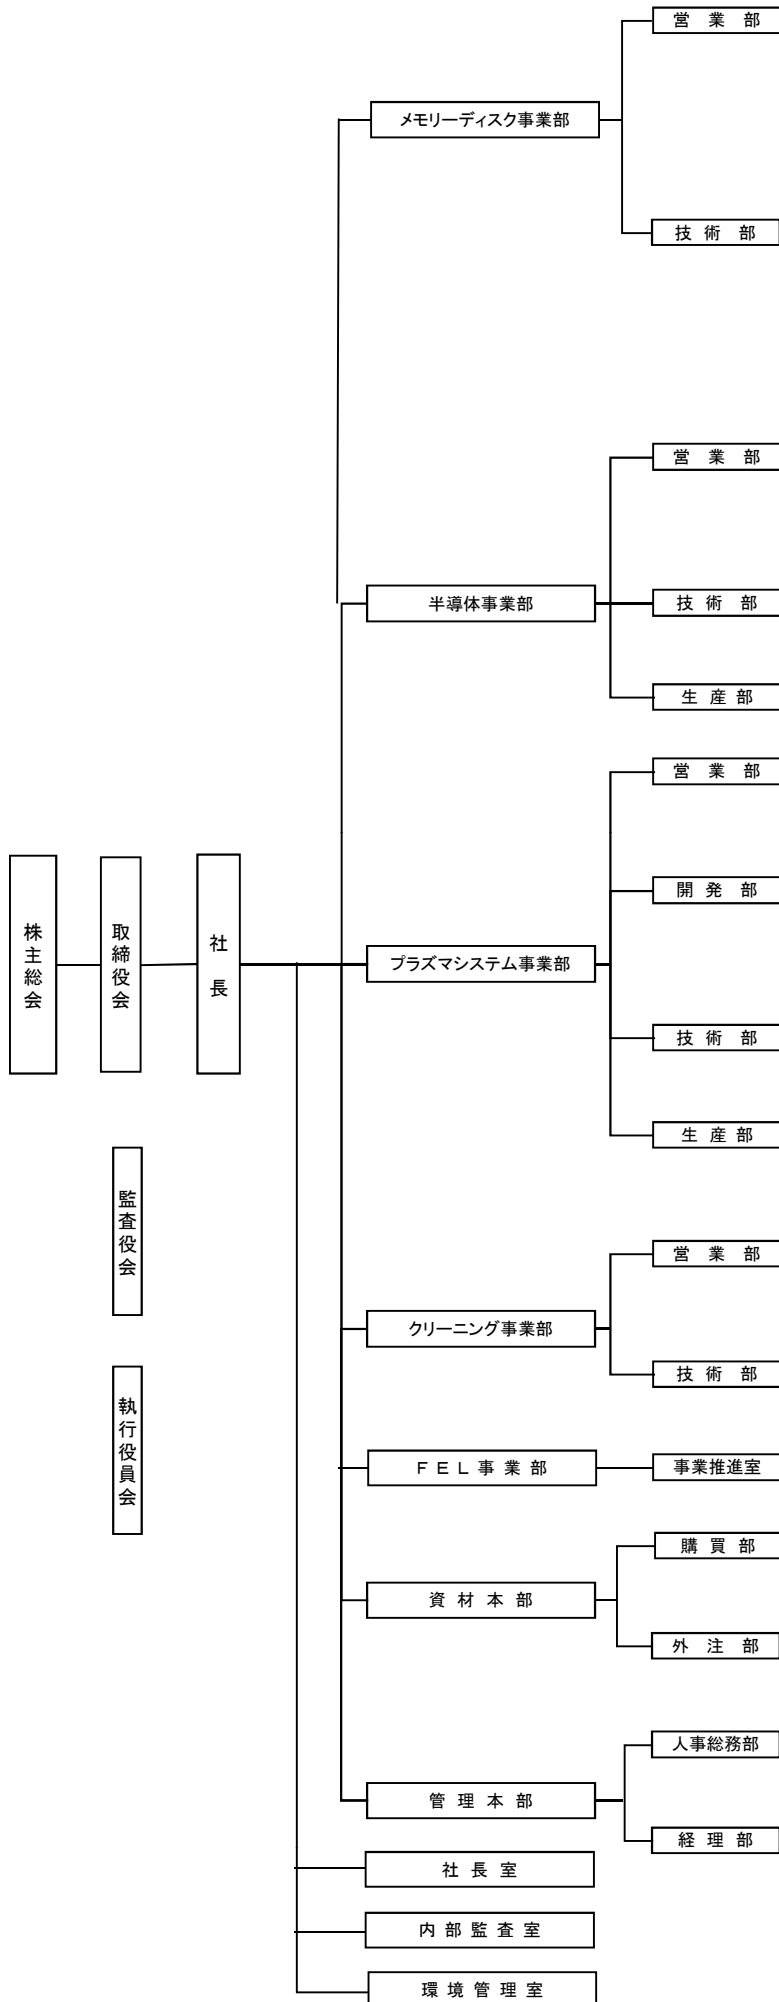 営業部
メモリーディスク事業部
技術部
営業部
半導体事業部
技術部
生産部
営業部
開発部
株主総会
取締役会
社長
プラズマシステム事業部
技術部
生産部
監査役会
営業部
クリーニング事業部
技術部
執行役員会
FEL事業部
事業推進室
購買部
資材本部
外注部
人事総務部
管理本部
経理部
社長室
内部監査室
環境管理室